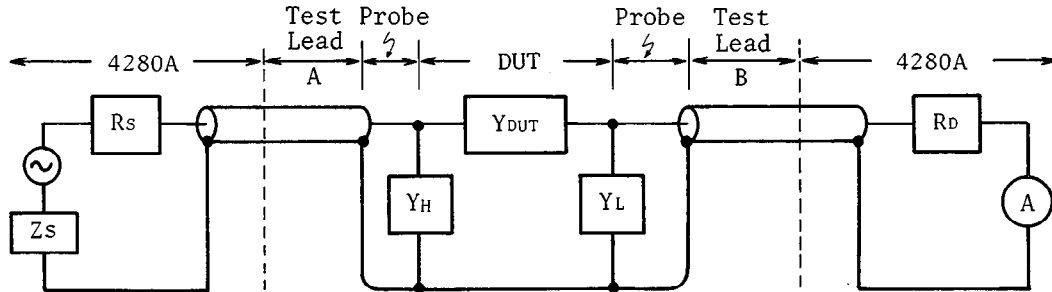 Test
Lead
A
Probe
Probe
Test
Lead
B
4280A
DUT
4280A
RS
YDUT
RD
YH
YL
A
ZS